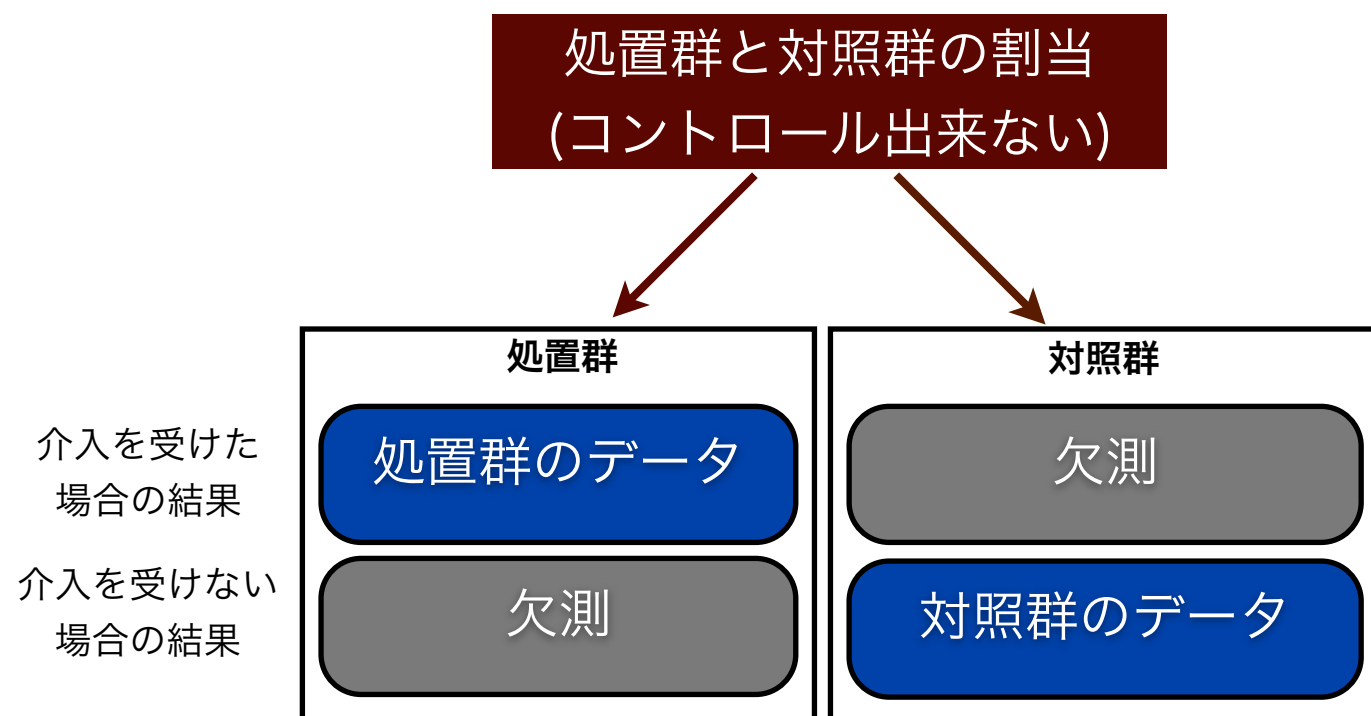 処置群と対照群の割当
(コントロール出来ない)
処置群
対照群
介入を受けた
場合の結果
処置群のデータ
欠測
介入を受けない
場合の結果
欠測
対照群のデータ